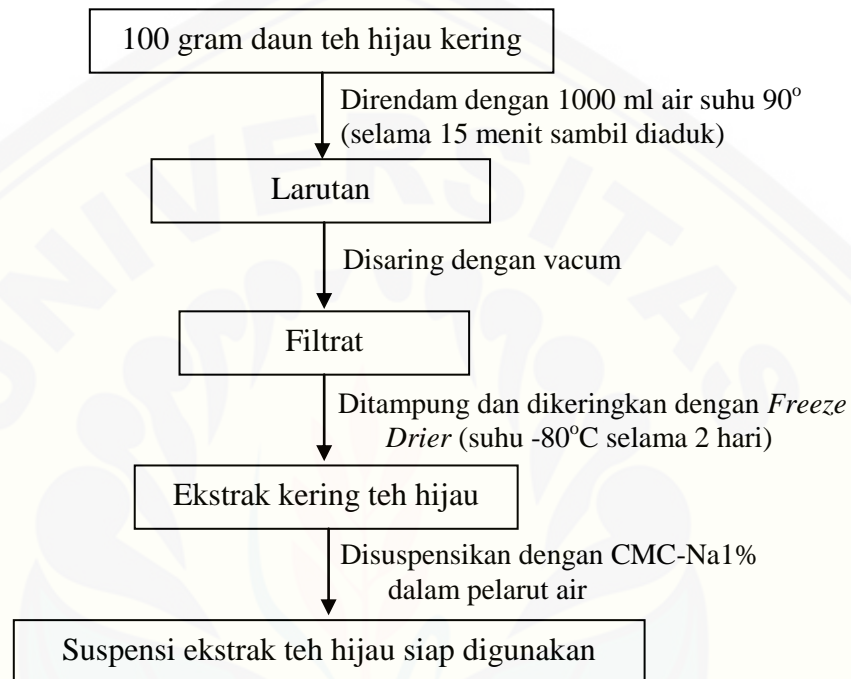 100 gram daun teh hijau kering
Direndam dengan 1000 ml air suhu 90°
(selama 15 menit sambil diaduk)
Larutan
Disaring dengan vacum
Filtrat
Ditampung dan dikeringkan dengan Freeze
Drier (suhu -80°C selama 2 hari)
Ekstrak kering teh hijau
Disuspensikan dengan CMC-Na1%
dalam pelarut air
Suspensi ekstrak teh hijau siap digunakan
UNIVERSITAS